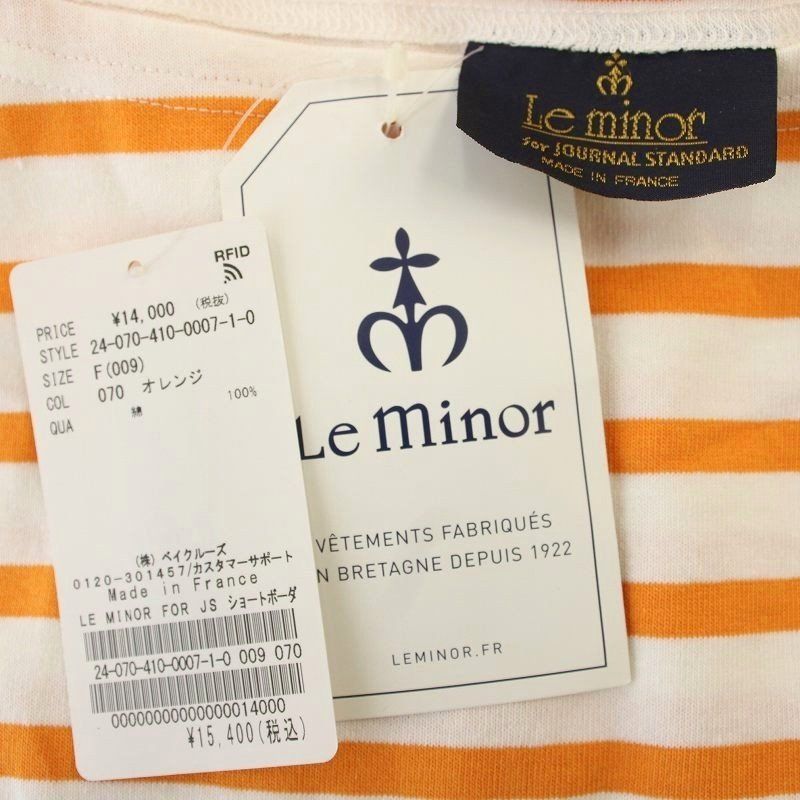 Le minor
for JOURNAL STANDARD
MADE IN FRANCE
RFID
PRICE ¥14,000 (税抜)
STYLE 24-070-410-0007-1-0
SIZE F(009)
COL 070 オレンジ
QUA 綿 100%
(株) ベイクルーズ
0120-301457/カスタマーサポート
Made in France
LE MINOR FOR JS ショートボーダ
24-070-410-0007-1-0 009 070
00000000000000014000
¥15,400(税込)
Le Minor
VÊTEMENTS FABRIQUÉS
N BRETAGNE DEPUIS 1922
LEMINOR.FR